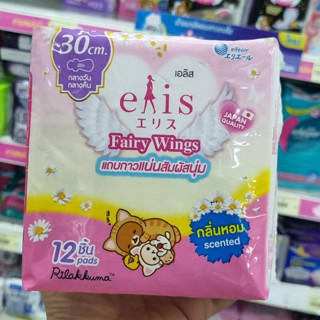 30cm.
กลางวัน
กลางคืน
elleair
エリエール
เอลิส
elis
エリス
JAPAN
QUALITY
Fairy Wings
แถบกาวแน่นสัมผัสนุ่ม
กลิ่นหอม
scented
12 ชิ้น
pads
Rilakkuma™